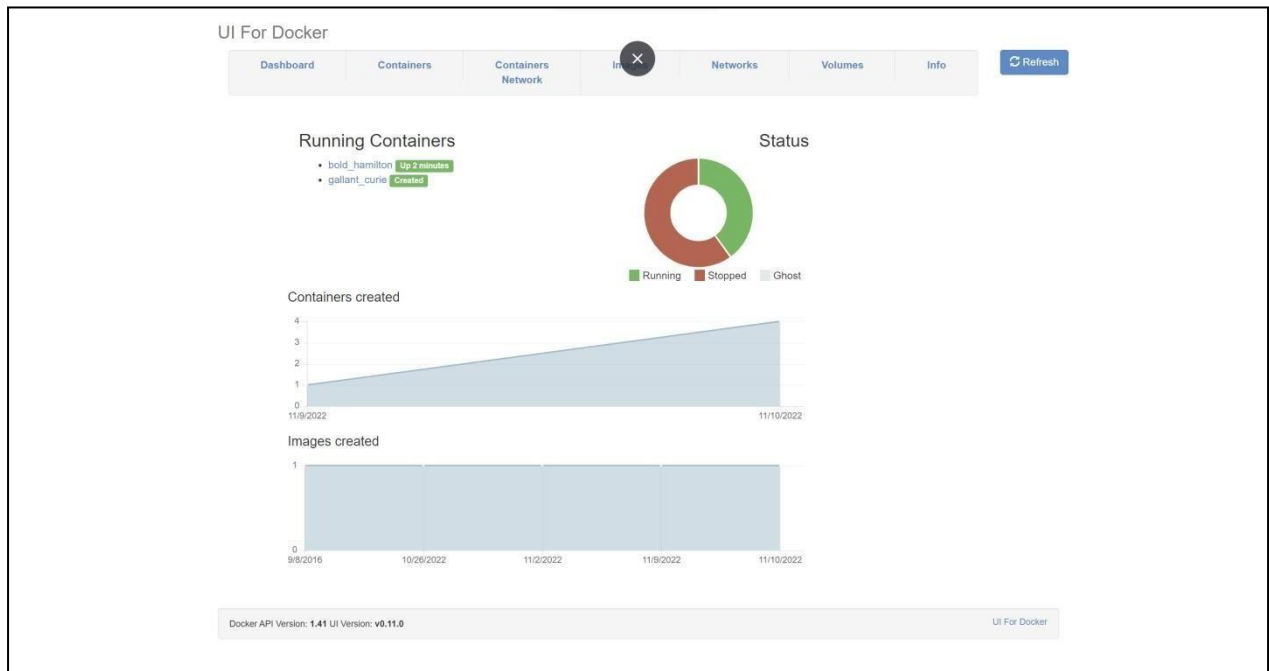 UI For Docker
Dashboard Containers Containers Network Networks Volumes Info Refresh
Running Containers
bold_hamilton Up 2 minutes
gallant_curie Created
Status
Running Stopped Ghost
Containers created
4
3
2
1
0
11/9/2022 11/10/2022
Images created
1
0
9/8/2016 10/26/2022 11/2/2022 11/9/2022 11/10/2022
Docker API Version: 1.41 UI Version: v0.11.0 UI For Docker